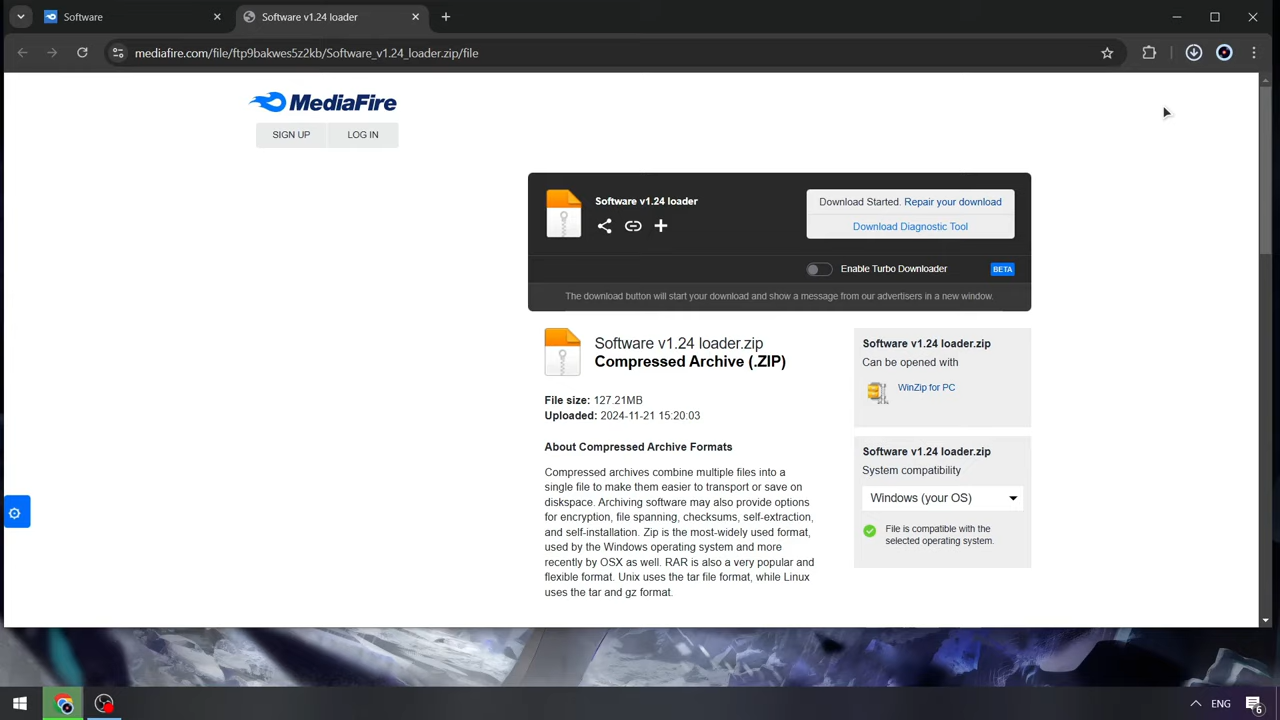 Software
Software v1.24 loader
mediafire.com/file/ftp9bakwes5z2kb/Software_v1.24_loader.zip/file
MediaFire
SIGN UP
LOG IN
Software v1.24 loader
Download Started. Repair your download
Download Diagnostic Tool
Enable Turbo Downloader
BETA
The download button will start your download and show a message from our advertisers in a new window.
Software v1.24 loader.zip
Compressed Archive (.ZIP)
File size: 127.21MB
Uploaded: 2024-11-21 15:20:03
About Compressed Archive Formats
Compressed archives combine multiple files into a
single file to make them easier to transport or save on
diskspace. Archiving software may also provide options
for encryption, file spanning, checksums, self-extraction,
and self-installation. Zip is the most-widely used format,
used by the Windows operating system and more
recently by OSX as well. RAR is also a very popular and
flexible format. Unix uses the tar file format, while Linux
uses the tar and gz format.
Software v1.24 loader.zip
Can be opened with
WinZip for PC
Software v1.24 loader.zip
System compatibility
Windows (your OS)
File is compatible with the
selected operating system.
ENG
6